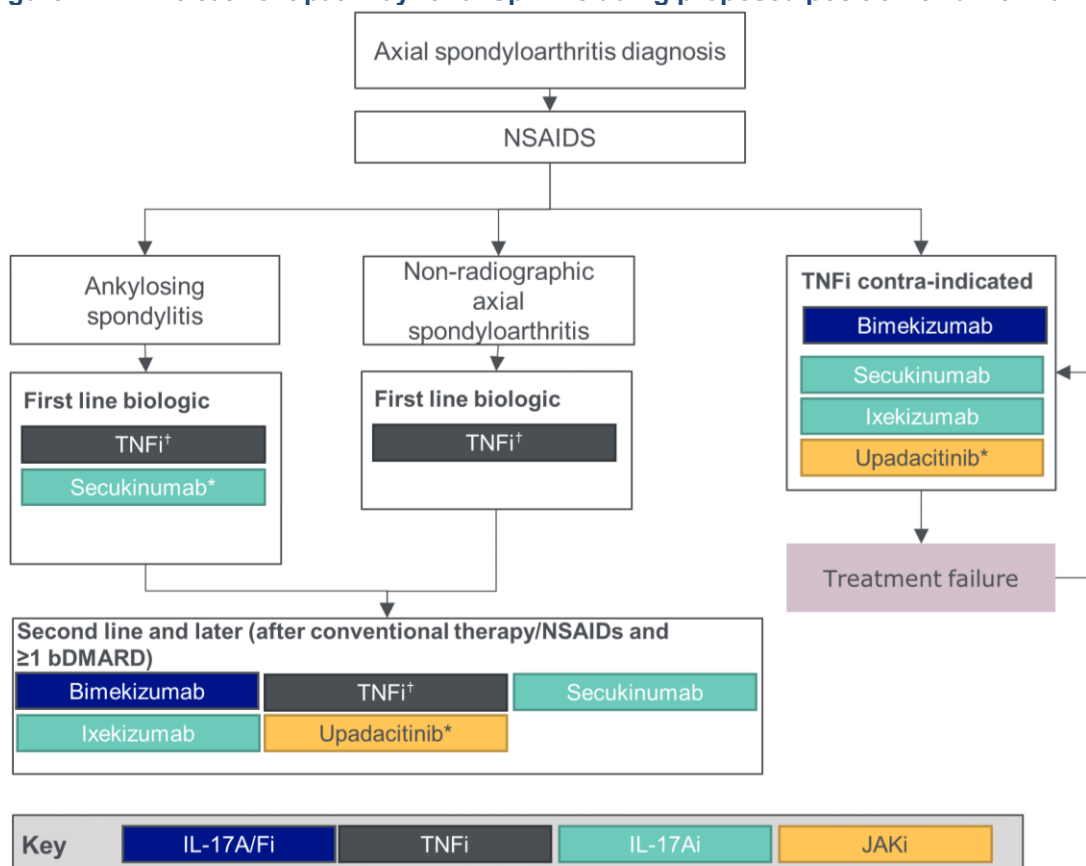 Axial spondyloarthritis diagnosis
NSAIDS
Ankylosing
spondylitis
Non-radiographic
axial
spondyloarthritis
TNFi contra-indicated
Bimekizumab
Secukinumab
Ixekizumab
Upadacitinib*
First line biologic
TNFi†
Secukinumab*
First line biologic
TNFi†
Treatment failure
Second line and later (after conventional therapy/NSAIDs and
≥1 bDMARD)
Bimekizumab
TNFi†
Secukinumab
Ixekizumab
Upadacitinib*
Key
IL-17A/Fi
TNFi
IL-17Ai
JAKi